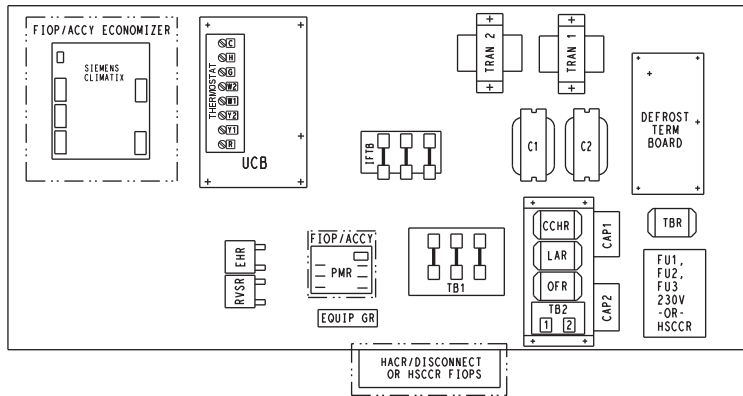 FIOP/ACCY ECONOMIZER
SIEMENS
CLIMATIX
THERMOSTAT
C
H
G
W2
W1
Y2
Y1
R
UCB
TRAN 2
TRAN 1
IFTB
C1
C2
DEFROST
TERM
BOARD
EHR
RVSR
FIOP/ACCY
PMR
EQUIP GR
TB1
CCHR
LAR
OFR
TB2
1
2
CAP1
CAP2
TBR
FU1,
FU2,
FU3
230V
-OR-
HSCCR
HACR/DISCONNECT
OR HSCCR FIOPS